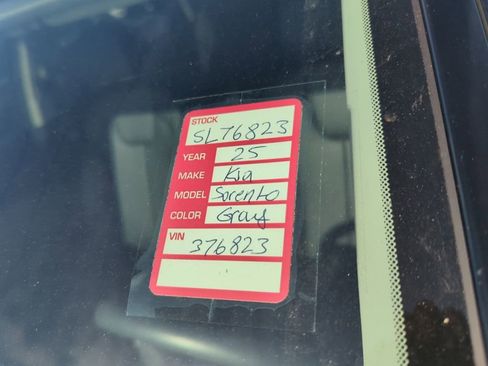 STOCK
SL76823
YEAR 25
MAKE Kia
MODEL Sorento
COLOR Gray
VIN
376823